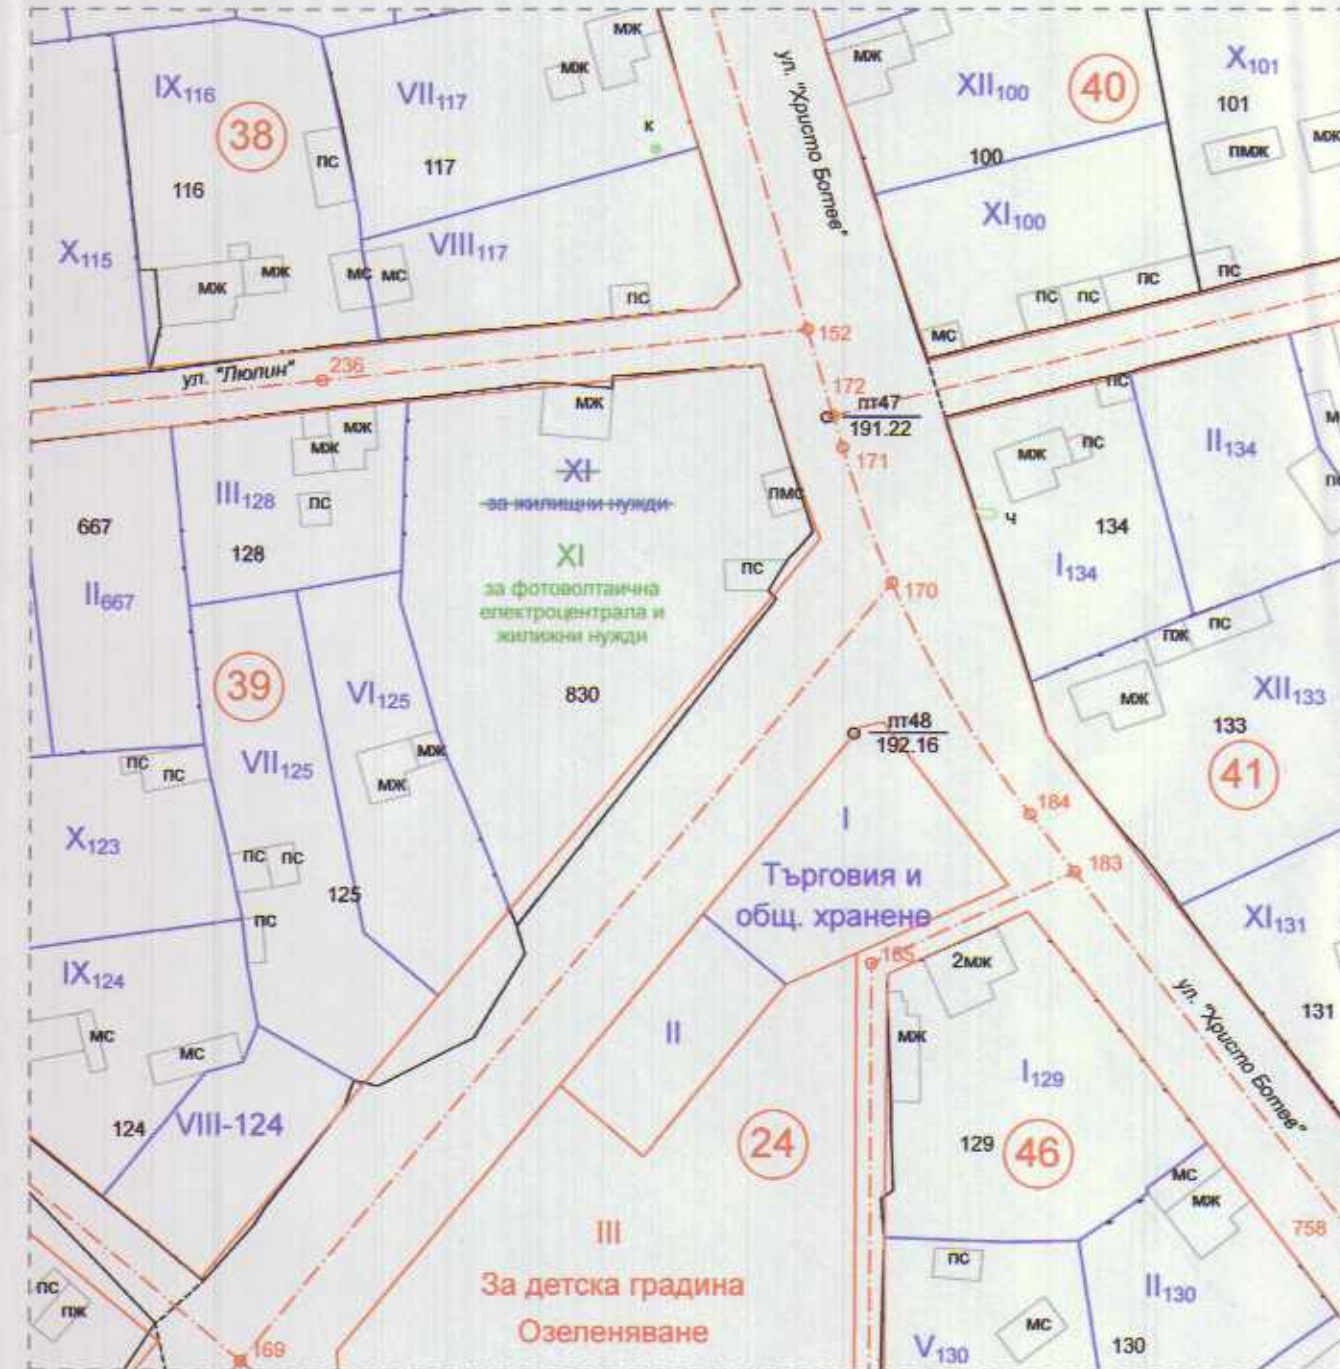 IX116
38
VII117
мж
мж
к
ул. "Христо Ботев"
мж
XII100
40
X101
101
пмж
мж
116
пс
117
100
XI100
X115
VIII117
мж
мж
мс
мс
пс
пс
пс
пс
пс
мс
ул. "Люлин"
236
152
172
пт47
191.22
171
мж
пс
II134
мж
мж
пс
III128
пс
128
667
II667
XI
за жилищни нужди
XI
за фотоволтаична
електроцентрала и
жилижни нужди
пмс
пс
830
ч
134
I134
мж
пс
170
39
VI125
VII125
мж
мж
пс
пс
X123
пс
пс
125
пс
пт48
192.16
пж
пс
мж
XII133
133
41
184
183
I
Търговия и
общ. хранене
XI131
131
IX124
мс
мс
124
VIII-124
II
185
2мж
мж
I129
ул. "Христо Ботев"
24
129
46
мс
мж
758
III
За детска градина
Озеленяване
пс
пж
169
пс
мс
V130
II130
130